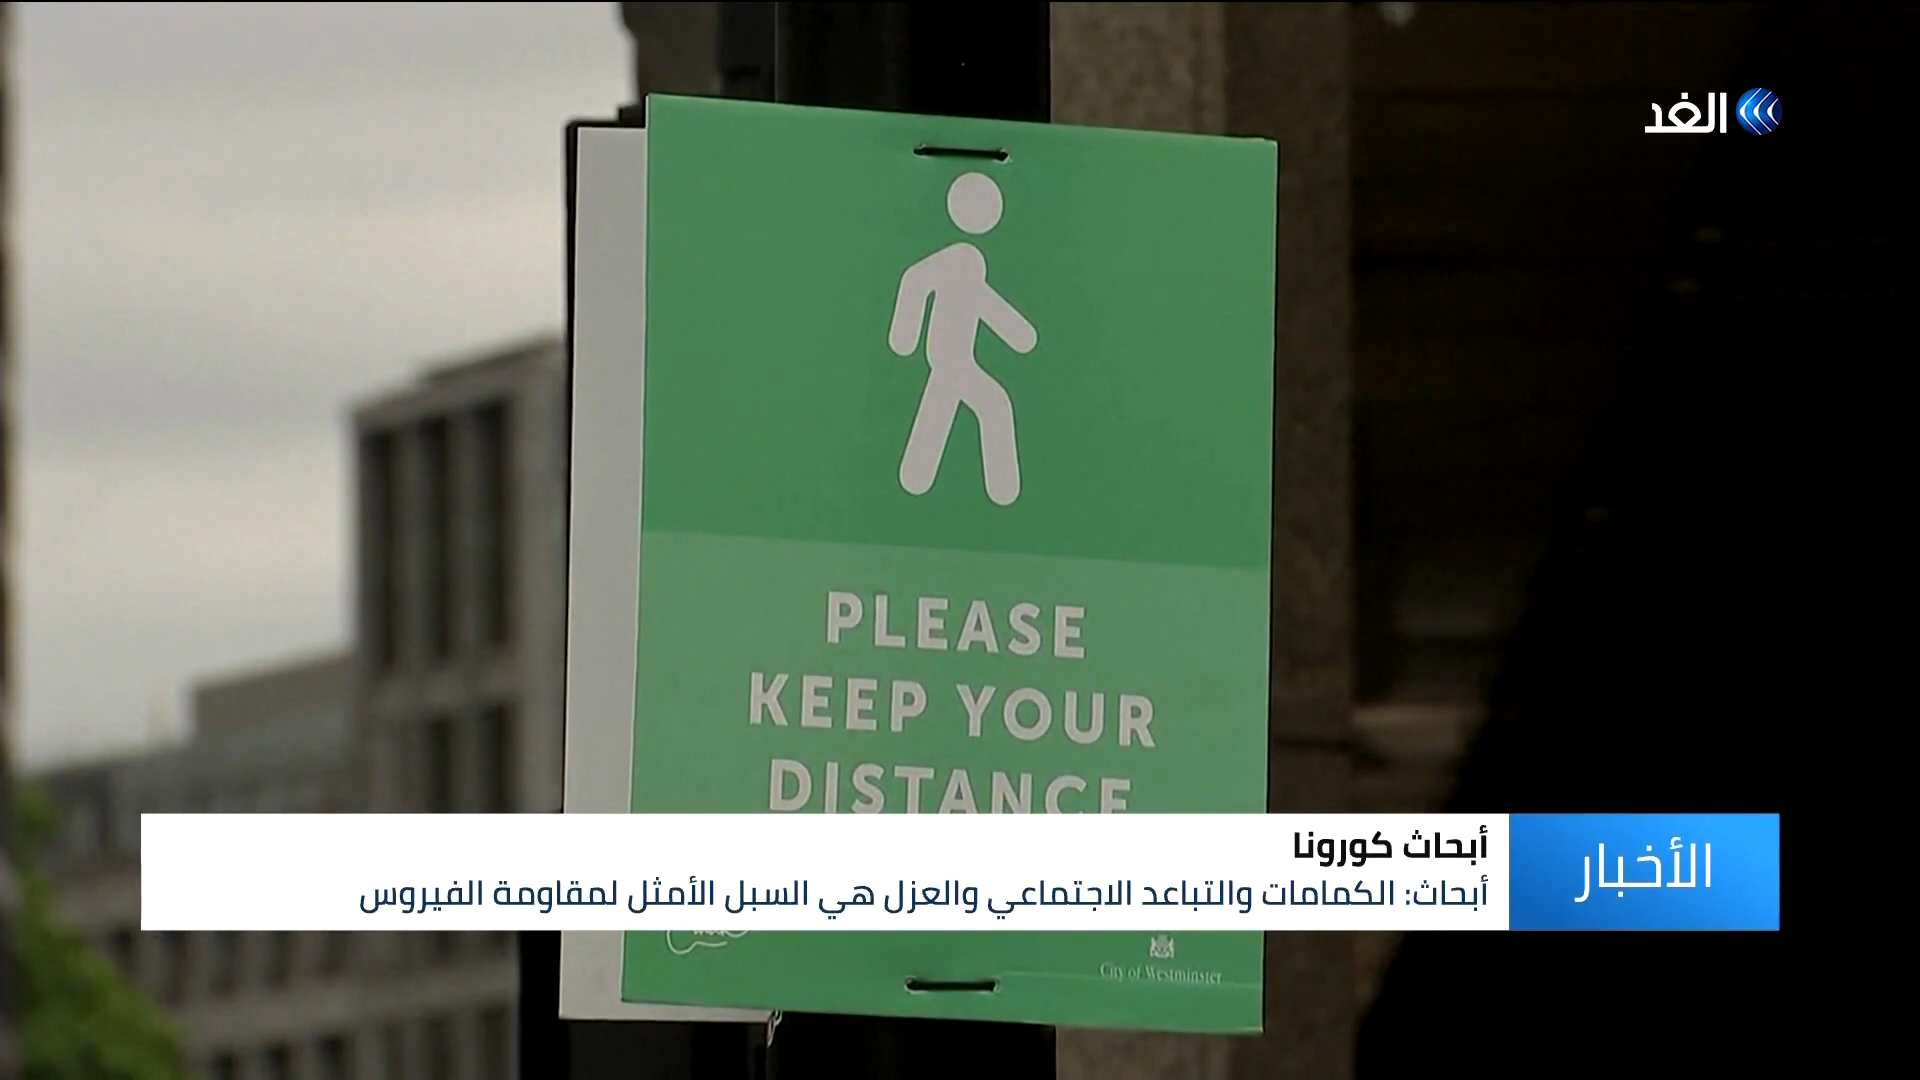 الغد
PLEASE
KEEP YOUR
DISTANCE
أبحاث كورونا
الأخبار
أبحاث: الكمامات والتباعد الاجتماعي والعزل هي السبل الأمثل لمقاومة الفيروس
City of Westminster